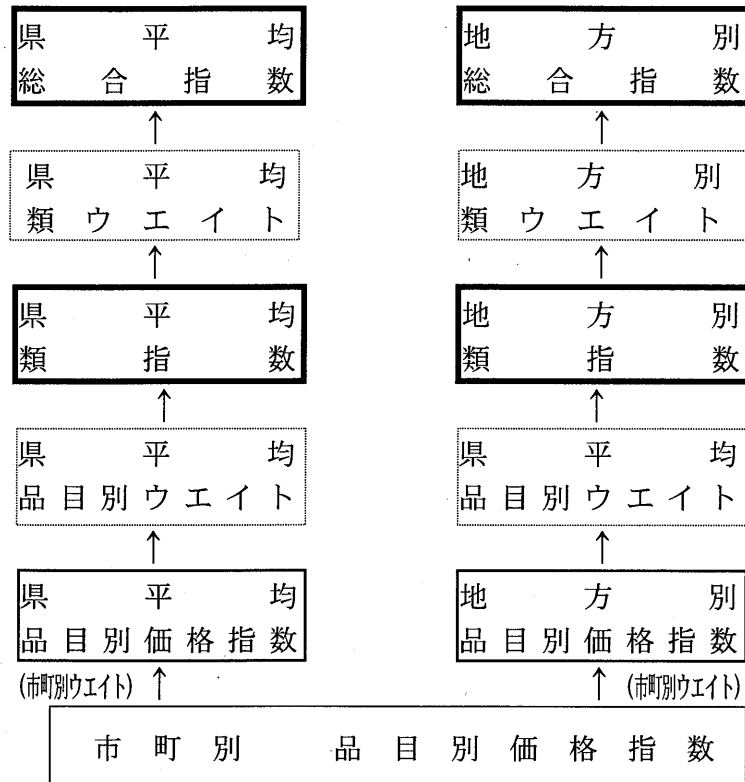 県平均
総合指数
↑
県平均
類ウエイト
↑
県平均
類指数
↑
県平均
品目別ウエイト
↑
県平均
品目別価格指数
(市町別ウエイト) ↑
地方別
総合指数
↑
地方別
類ウエイト
↑
地方別
類指数
↑
県平均
品目別ウエイト
↑
地方別
品目別価格指数
↑ (市町別ウエイト)
市町別 品目別価格指数